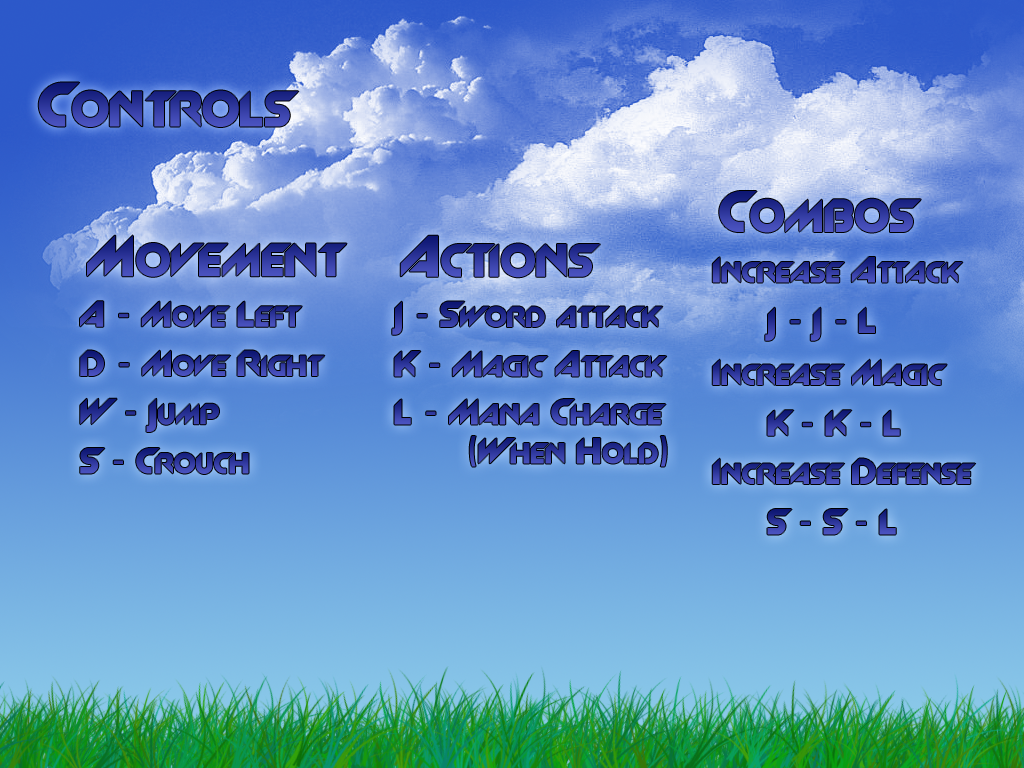 Controls
Movement
A - Move Left
D - Move Right
W - Jump
S - Crouch
Actions
J - Sword attack
K - Magic Attack
L - Mana Charge
(When Hold)
Combos
Increase Attack
J - J - L
Increase Magic
K - K - L
Increase Defense
S - S - L